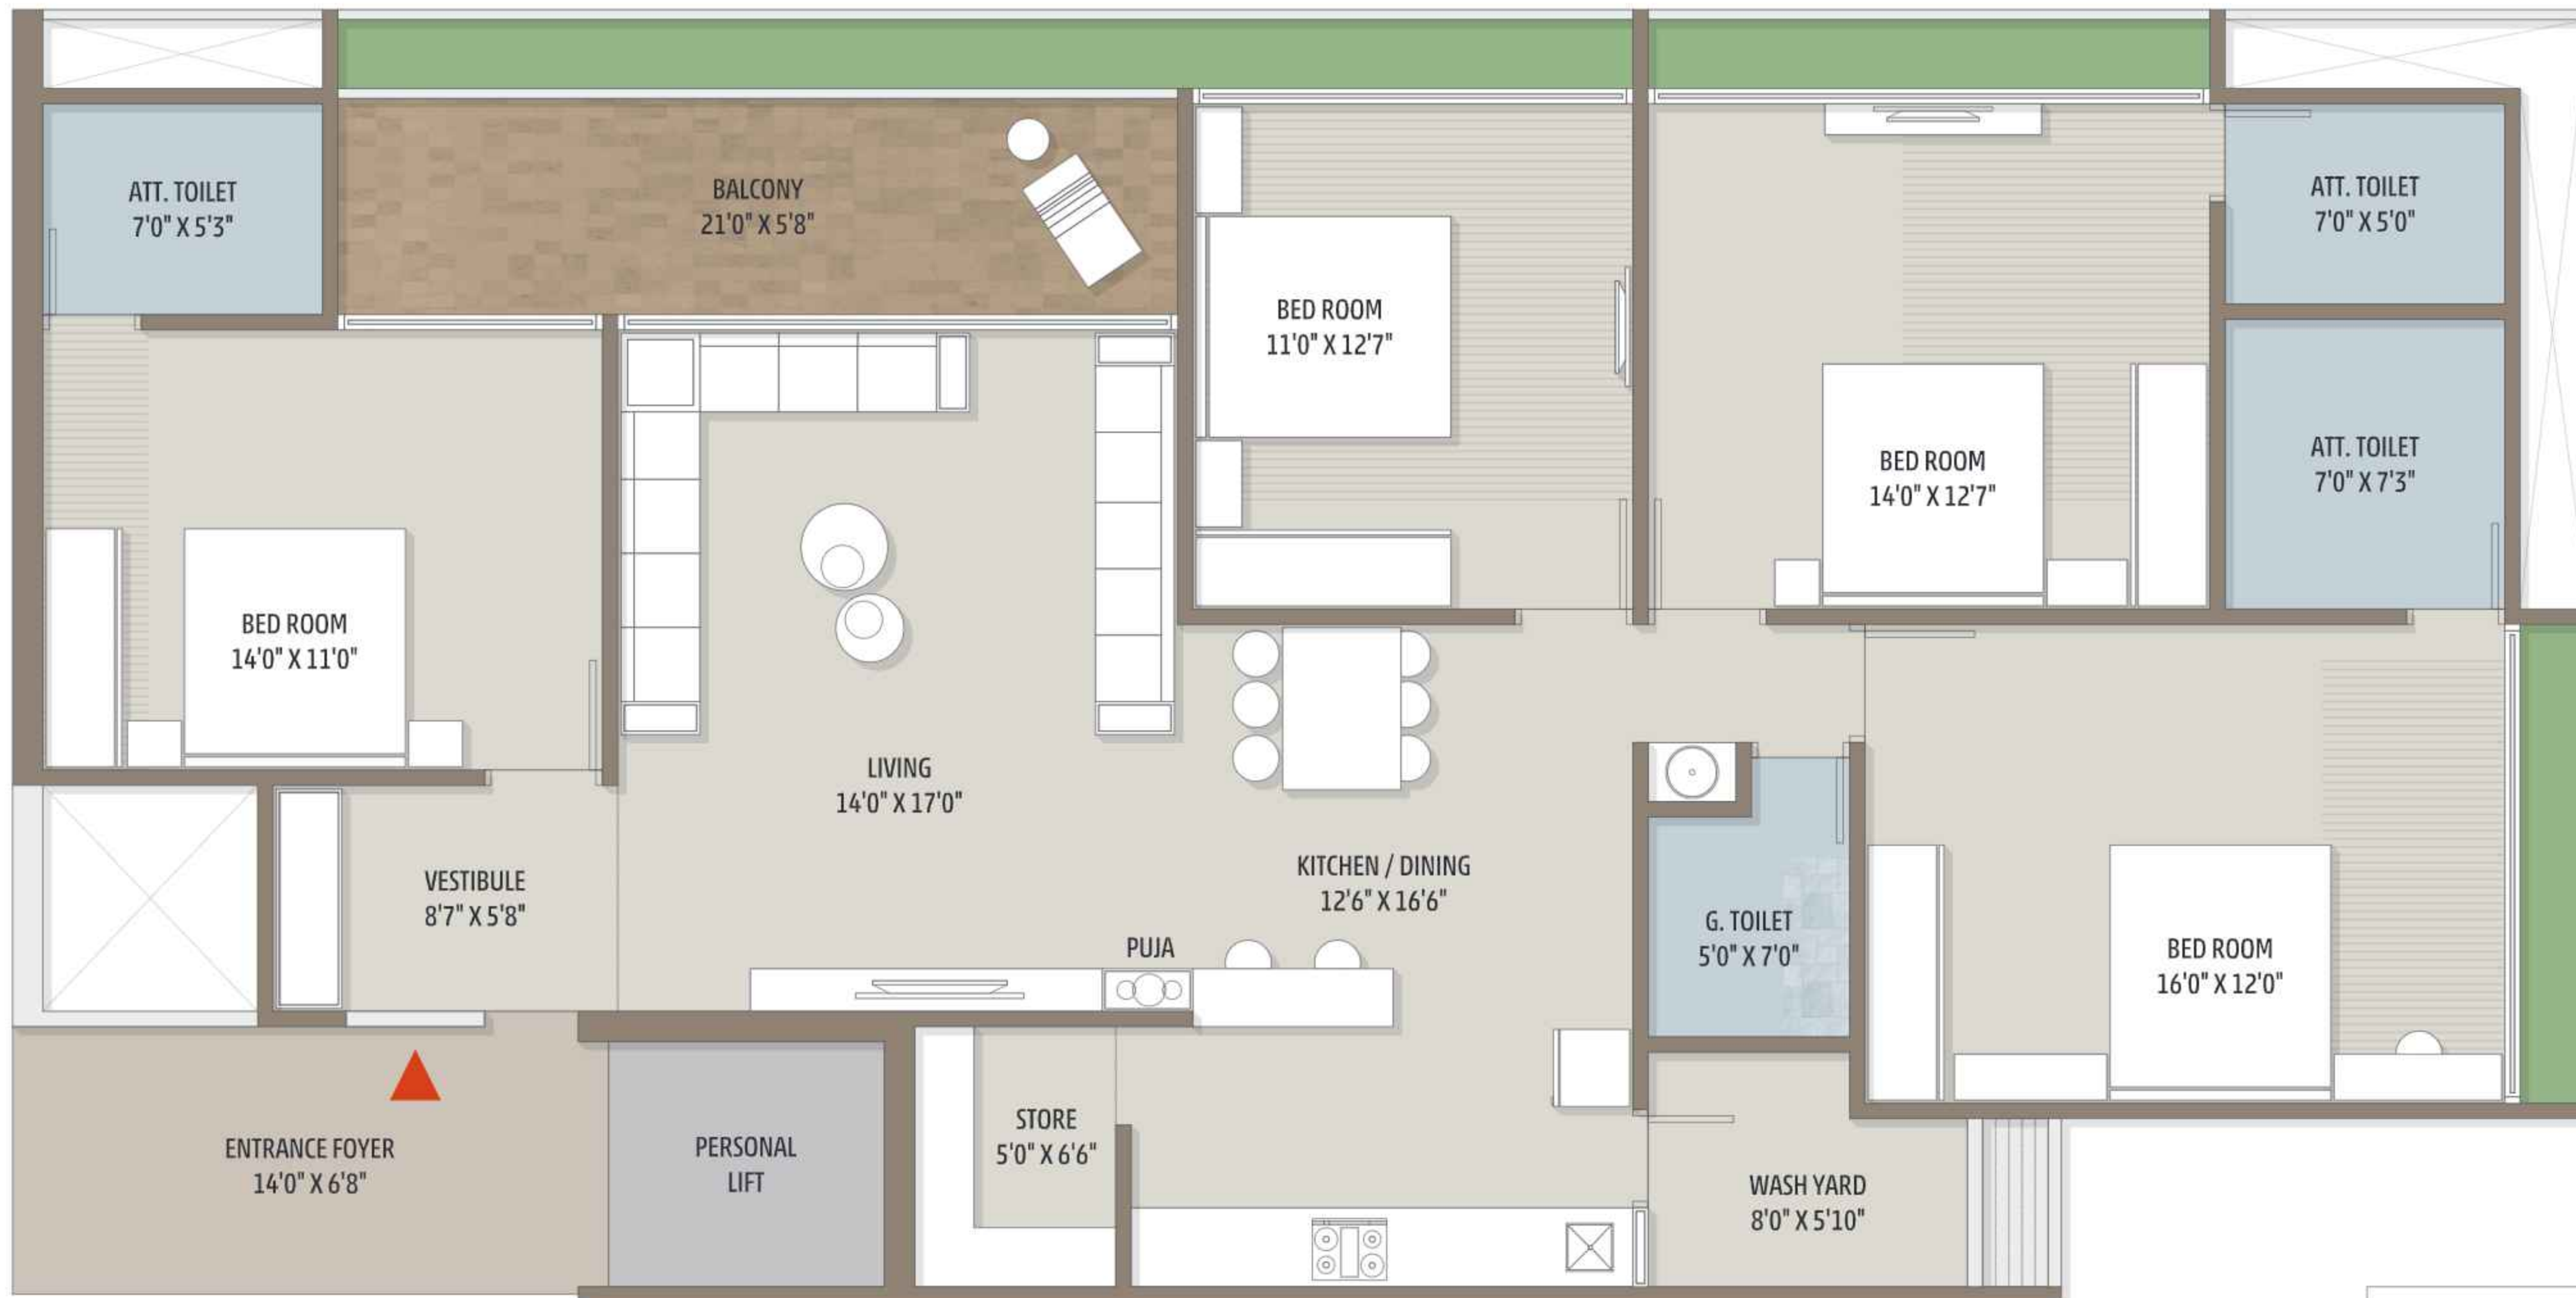 ATT. TOILET
7'0" X 5'3"
BALCONY
21'0" X 5'8"
BED ROOM
11'0" X 12'7"
BED ROOM
14'0" X 12'7"
ATT. TOILET
7'0" X 5'0"
ATT. TOILET
7'0" X 7'3"
BED ROOM
14'0" X 11'0"
LIVING
14'0" X 17'0"
VESTIBULE
8'7" X 5'8"
PUJA
KITCHEN / DINING
12'6" X 16'6"
G. TOILET
5'0" X 7'0"
BED ROOM
16'0" X 12'0"
ENTRANCE FOYER
14'0" X 6'8"
PERSONAL
LIFT
STORE
5'0" X 6'6"
WASH YARD
8'0" X 5'10"